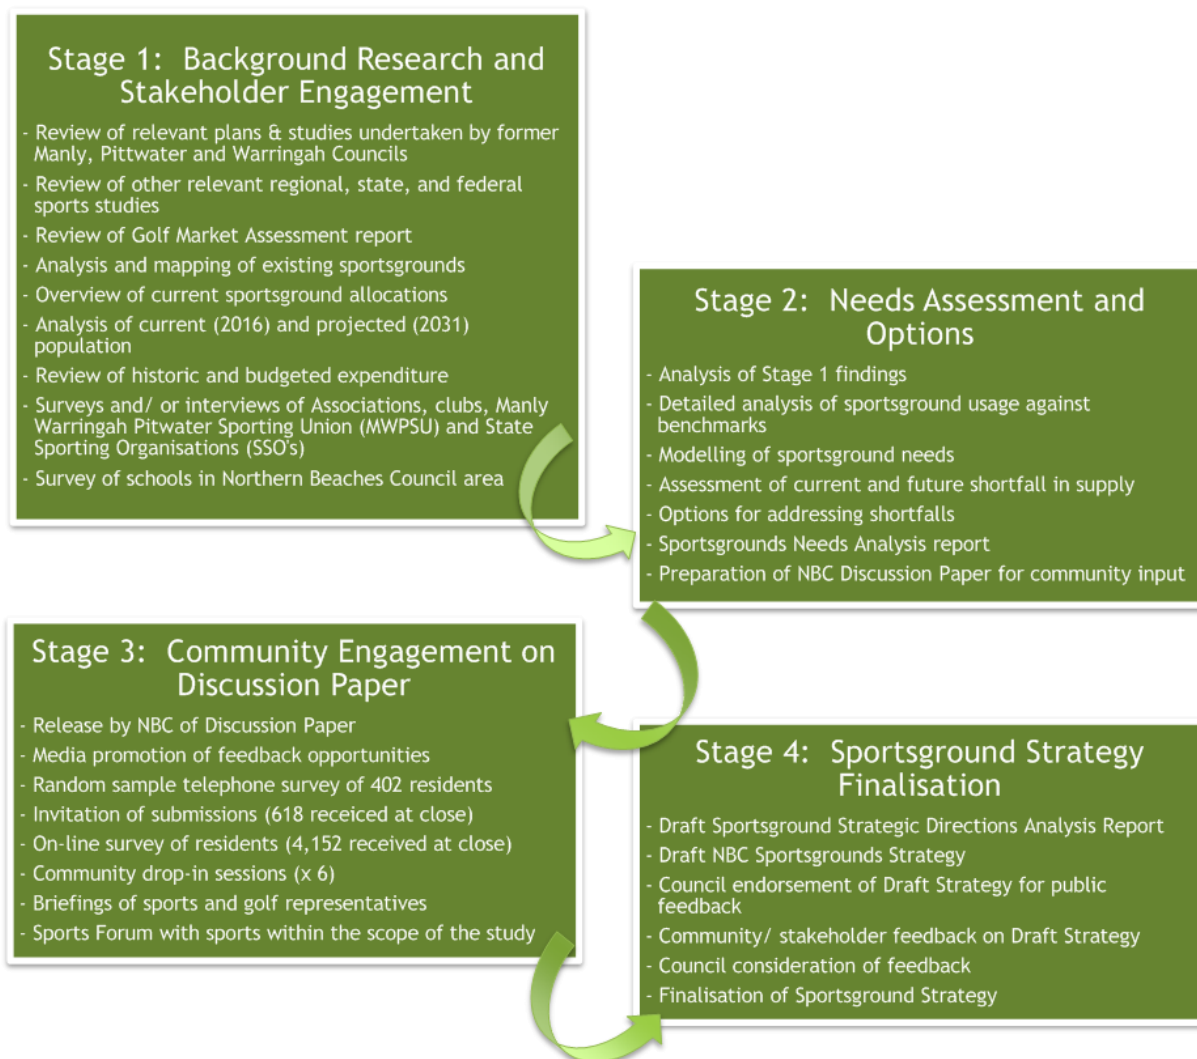 Stage 1:  Background Research and
Stakeholder Engagement
- Review of relevant plans & studies undertaken by former
Manly, Pittwater and Warringah Councils
- Review of other relevant regional, state, and federal
sports studies
- Review of Golf Market Assessment report
- Analysis and mapping of existing sportsgrounds
- Overview of current sportsground allocations
- Analysis of current (2016) and projected (2031)
population
- Review of historic and budgeted expenditure
- Surveys and/ or interviews of Associations, clubs, Manly
Warringah Pitwater Sporting Union (MWPSU) and State
Sporting Organisations (SSO's)
- Survey of schools in Northern Beaches Council area
Stage 2:  Needs Assessment and
Options
- Analysis of Stage 1 findings
- Detailed analysis of sportsground usage against
benchmarks
- Modelling of sportsground needs
- Assessment of current and future shortfall in supply
- Options for addressing shortfalls
- Sportsgrounds Needs Analysis report
- Preparation of NBC Discussion Paper for community input
Stage 3:  Community Engagement on
Discussion Paper
- Release by NBC of Discussion Paper
- Media promotion of feedback opportunities
- Random sample telephone survey of 402 residents
- Invitation of submissions (618 receiced at close)
- On-line survey of residents (4,152 received at close)
- Community drop-in sessions (x 6)
- Briefings of sports and golf representatives
- Sports Forum with sports within the scope of the study
Stage 4:  Sportsground Strategy
Finalisation
- Draft Sportsground Strategic Directions Analysis Report
- Draft NBC Sportsgrounds Strategy
- Council endorsement of Draft Strategy for public
feedback
- Community/ stakeholder feedback on Draft Strategy
- Council consideration of feedback
- Finalisation of Sportsground Strategy